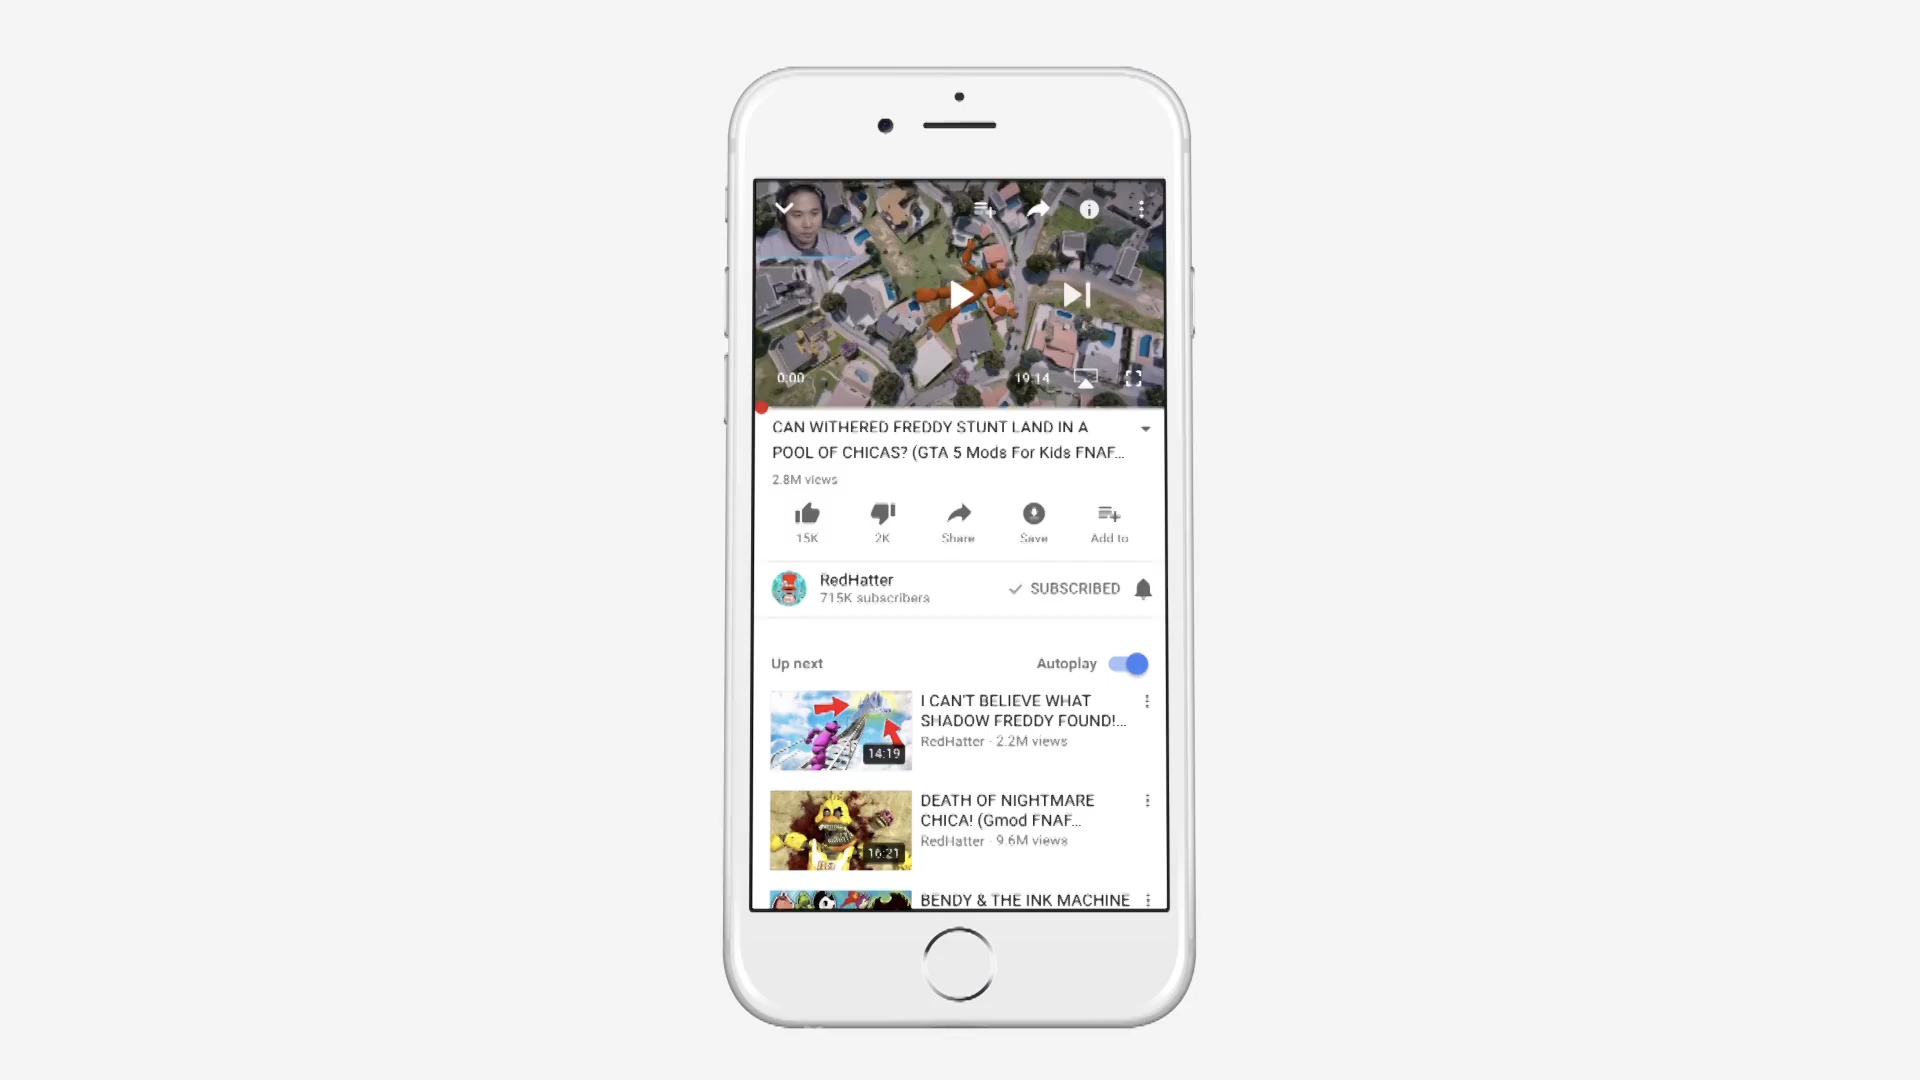 0:00
19:14
CAN WITHERED FREDDY STUNT LAND IN A
POOL OF CHICAS? (GTA 5 Mods For Kids FNAF...
2.8M views
15K
2K
Share
Save
Add to
RedHatter
715K subscribers
SUBSCRIBED
Up next
Autoplay
14:19
I CAN'T BELIEVE WHAT
SHADOW FREDDY FOUND!...
RedHatter · 2.2M views
16:21
DEATH OF NIGHTMARE
CHICA! (Gmod FNAF...
RedHatter · 9.6M views
BENDY & THE INK MACHINE